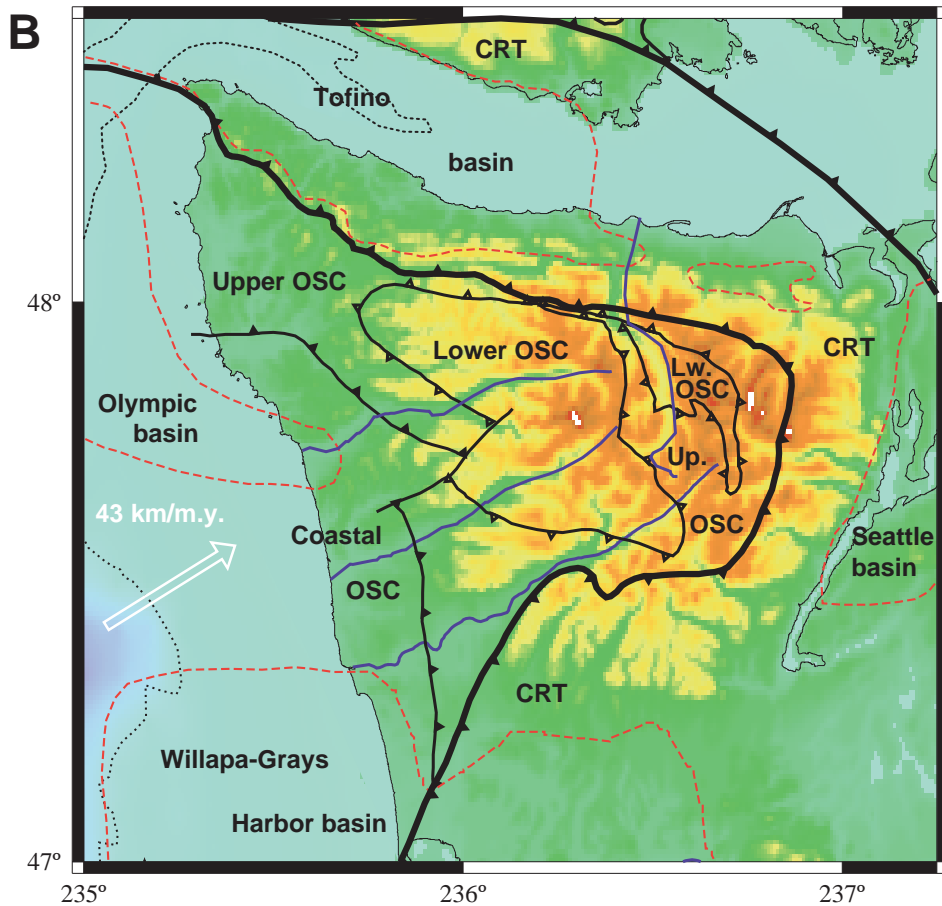 B
CRT
Tofino
basin
Upper OSC
48º
Lower OSC
CRT
Lw.
OSC
Olympic
basin
Up.
43 km/m.y.
Coastal
OSC
Seattle
basin
OSC
CRT
Willapa-Grays
Harbor basin
47º
235º
236º
237º